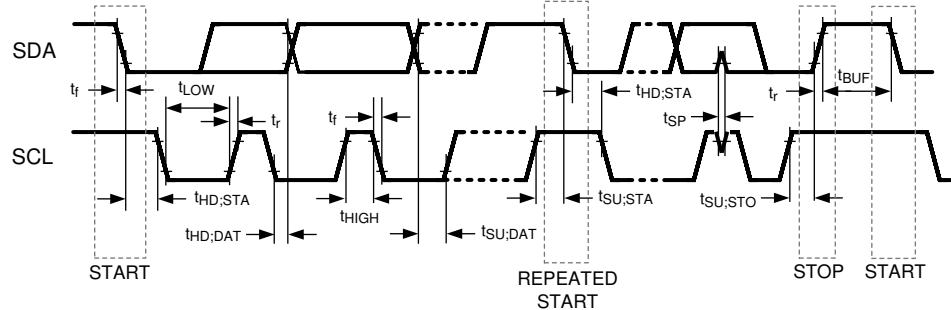 SDA
t_f
t_LOW
t_r
t_f
t_HD;STA
t_SP
t_r
t_BUF
SCL
t_HD;STA
t_HD;DAT
t_HIGH
t_SU;DAT
t_SU;STA
t_SU;STO
START
REPEATED
START
STOP
START